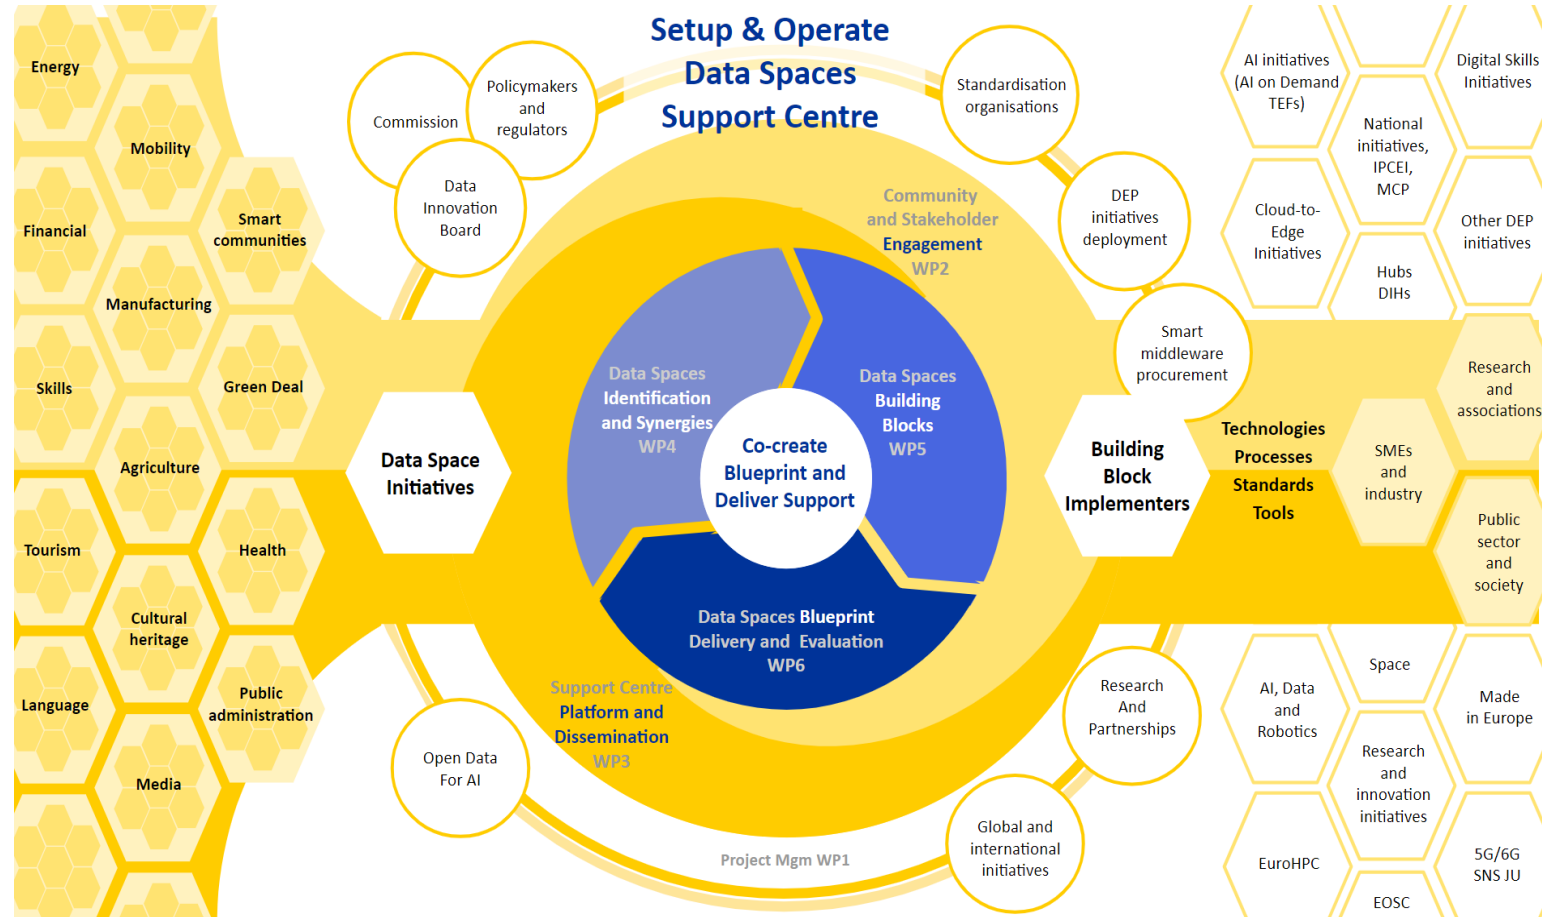 Setup & Operate
Data Spaces
Support Centre
Energy
Mobility
Financial
Smart
communities
Manufacturing
Skills
Green Deal
Agriculture
Tourism
Health
Cultural
heritage
Language
Public
administration
Media
Commission
Policymakers
and
regulators
Data
Innovation
Board
Data Space
Initiatives
Open Data
For AI
Community
and Stakeholder
Engagement
WP2
Data Spaces
Identification
and Synergies
WP4
Data Spaces
Building
Blocks
WP5
Co-create
Blueprint and
Deliver Support
Data Spaces Blueprint
Delivery and Evaluation
WP6
Support Centre
Platform and
Dissemination
WP3
Project Mgm WP1
Standardisation
organisations
DEP
initiatives
deployment
Smart
middleware
procurement
Building
Block
Implementers
Research
And
Partnerships
Global and
international
initiatives
Technologies
Processes
Standards
Tools
AI initiatives
(AI on Demand
TEFs)
Digital Skills
Initiatives
National
initiatives,
IPCEI,
MCP
Cloud-to-
Edge
Initiatives
Other DEP
initiatives
Hubs
DIHs
Research
and
associations
SMEs
and
industry
Public
sector
and
society
Space
AI, Data
and
Robotics
Made
in Europe
Research
and
innovation
initiatives
EuroHPC
5G/6G
SNS JU
EOSC